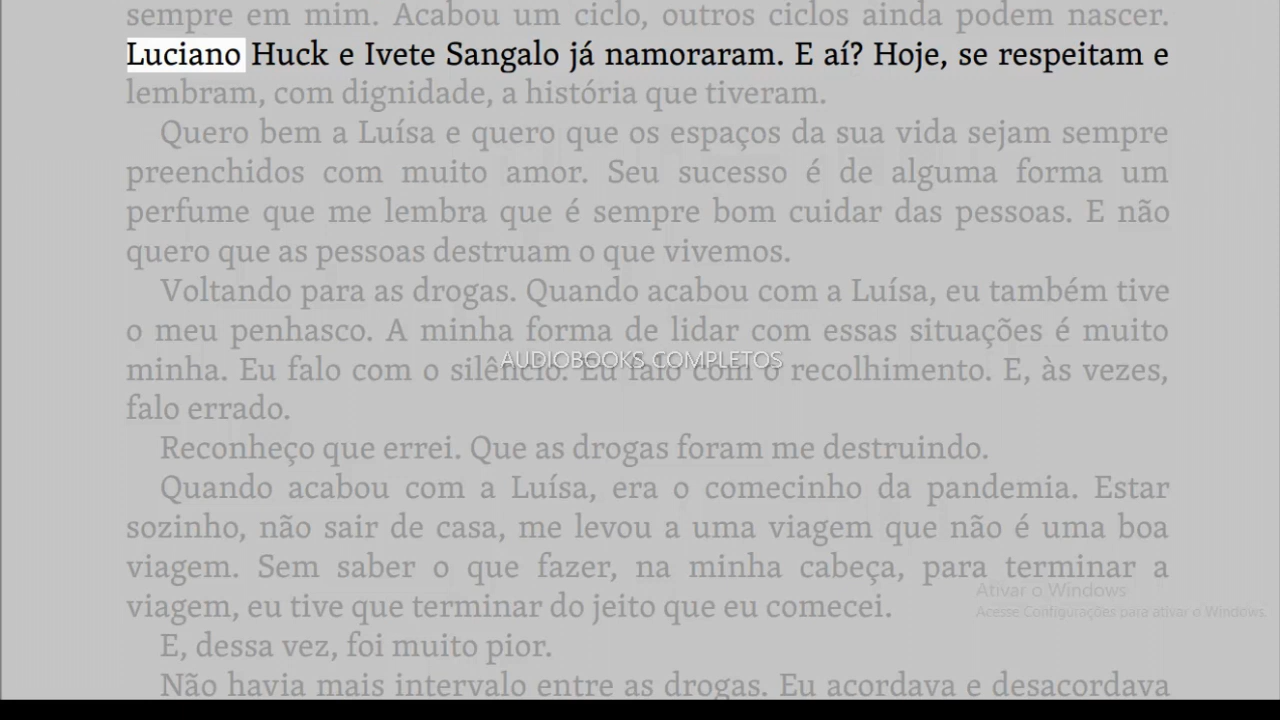 sempre em mim. Acabou um ciclo, outros ciclos ainda podem nascer.
Luciano Huck e Ivete Sangalo já namoraram. E aí? Hoje, se respeitam e
lembram, com dignidade, a história que tiveram.
Quero bem a Luísa e quero que os espaços da sua vida sejam sempre
preenchidos com muito amor. Seu sucesso é de alguma forma um
perfume que me lembra que é sempre bom cuidar das pessoas. E não
quero que as pessoas destruam o que vivemos.
Voltando para as drogas. Quando acabou com a Luísa, eu também tive
o meu penhasco. A minha forma de lidar com essas situações é muito
AUDIOBOOKS COMPLETOS
minha. Eu falo com o silêncio. Eu falo com o recolhimento. E, às vezes,
falo errado.
Reconheço que errei. Que as drogas foram me destruindo.
Quando acabou com a Luísa, era o comecinho da pandemia. Estar
sozinho, não sair de casa, me levou a uma viagem que não é uma boa
viagem. Sem saber o que fazer, na minha cabeça, para terminar a
Ativar o Windows
Acesse Configurações para ativar o Windows.
viagem, eu tive que terminar do jeito que eu comecei.
E, dessa vez, foi muito pior.
Não havia mais intervalo entre as drogas. Eu acordava e desacordava